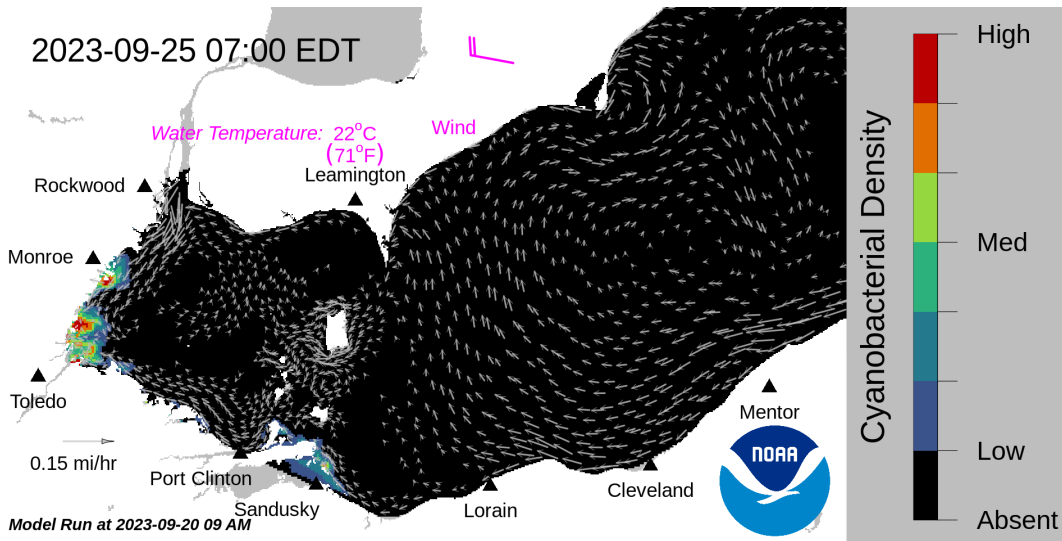 2023-09-25 07:00 EDT
Water Temperature: 22°C
(71°F)
Wind
Leamington
Rockwood
Monroe
Toledo
0.15 mi/hr
Port Clinton
Sandusky
Lorain
Cleveland
Mentor
NOAA
Model Run at 2023-09-20 09 AM
Cyanobacterial Density
High
Med
Low
Absent